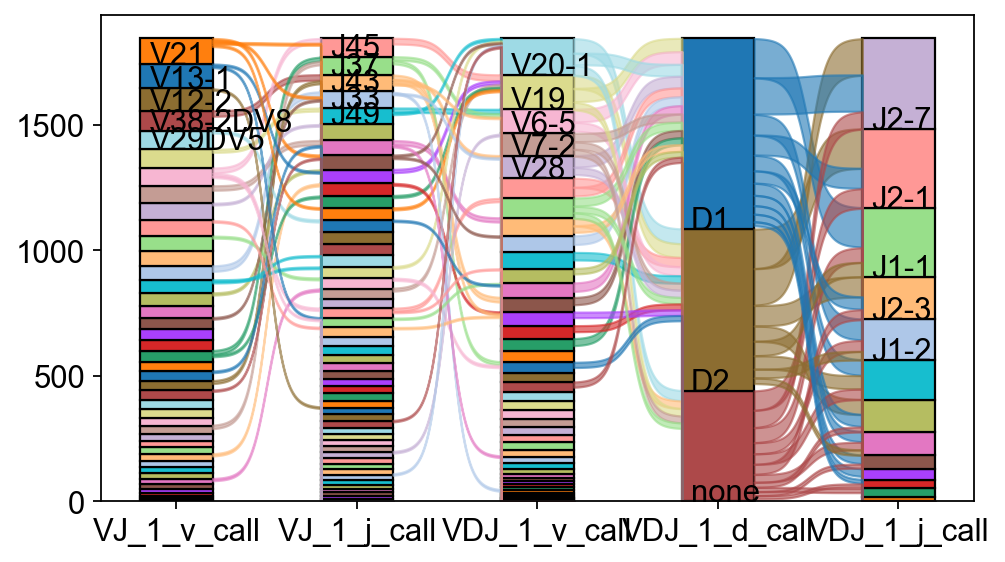 1500
1000
500
0
V21
V13-1
V12-2
V38-2DV8
V29DV5
J45
J37
J43
J33
J49
V20-1
V19
V6-5
V7-2
V28
D1
D2
none
J2-7
J2-1
J1-1
J2-3
J1-2
VJ_1_v_call
VJ_1_j_call
VDJ_1_v_call
VDJ_1_d_call
VDJ_1_j_call